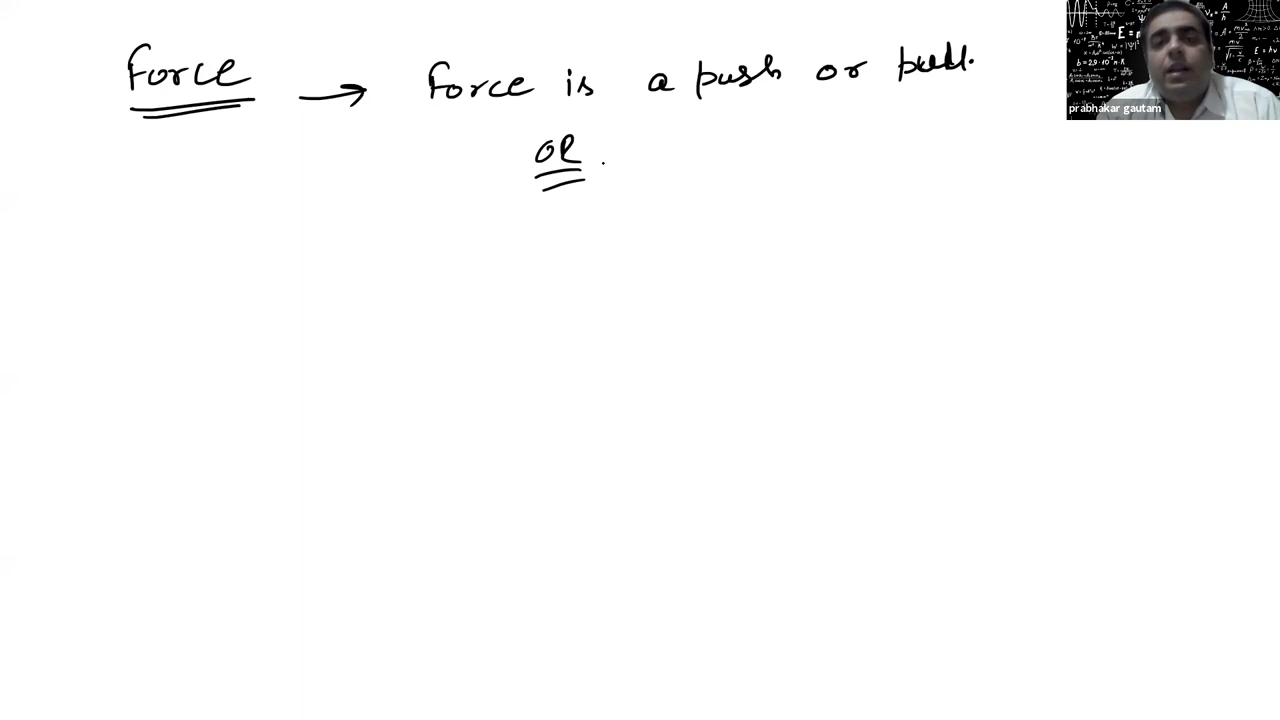 Force → Force is a push or pull.
OR
prabhakar gautam